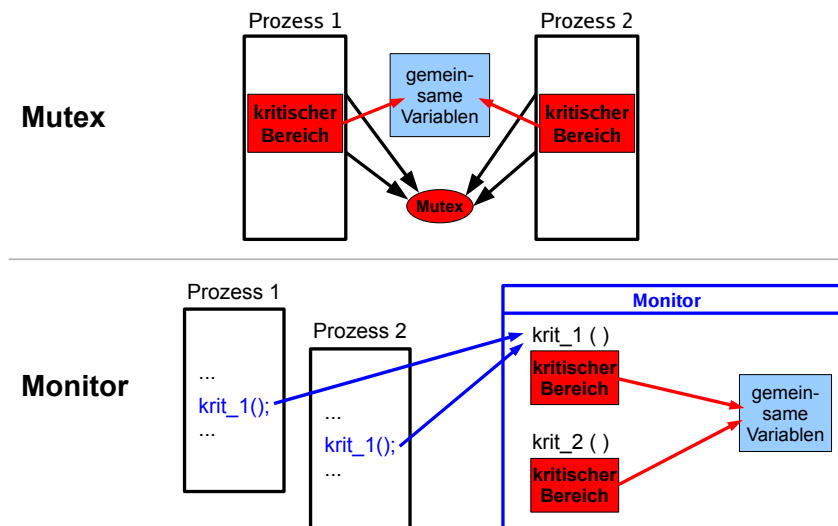 Prozess 1
Prozess 2
Mutex
kritischer
Bereich
gemein-
same
Variablen
kritischer
Bereich
Mutex
Monitor
Prozess 1
...
krit_1();
...
Prozess 2
...
krit_1();
...
Monitor
krit_1 ( )
kritischer
Bereich
krit_2 ( )
kritischer
Bereich
gemein-
same
Variablen